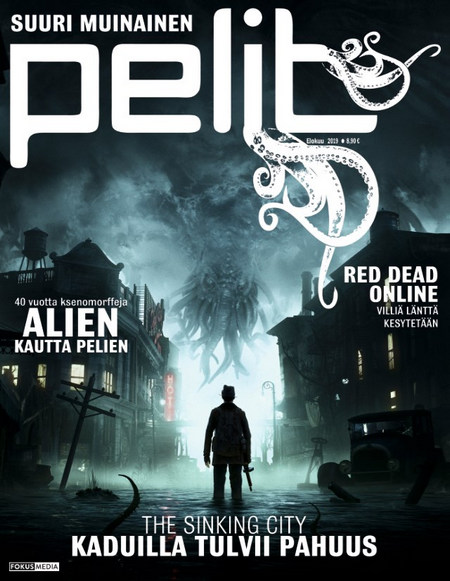 SUURI MUINAINEN
pelit
Elokuu 2019 ★ 8,90 €
RED DEAD
ONLINE
VILLIÄ LÄNTTÄ
KESYTETÄÄN
40 vuotta ksenomorffeja
ALIEN
KAUTTA PELIEN
HOT
THE SINKING CITY
KADUILLA TULVII PAHUUS
FOKUS MEDIA